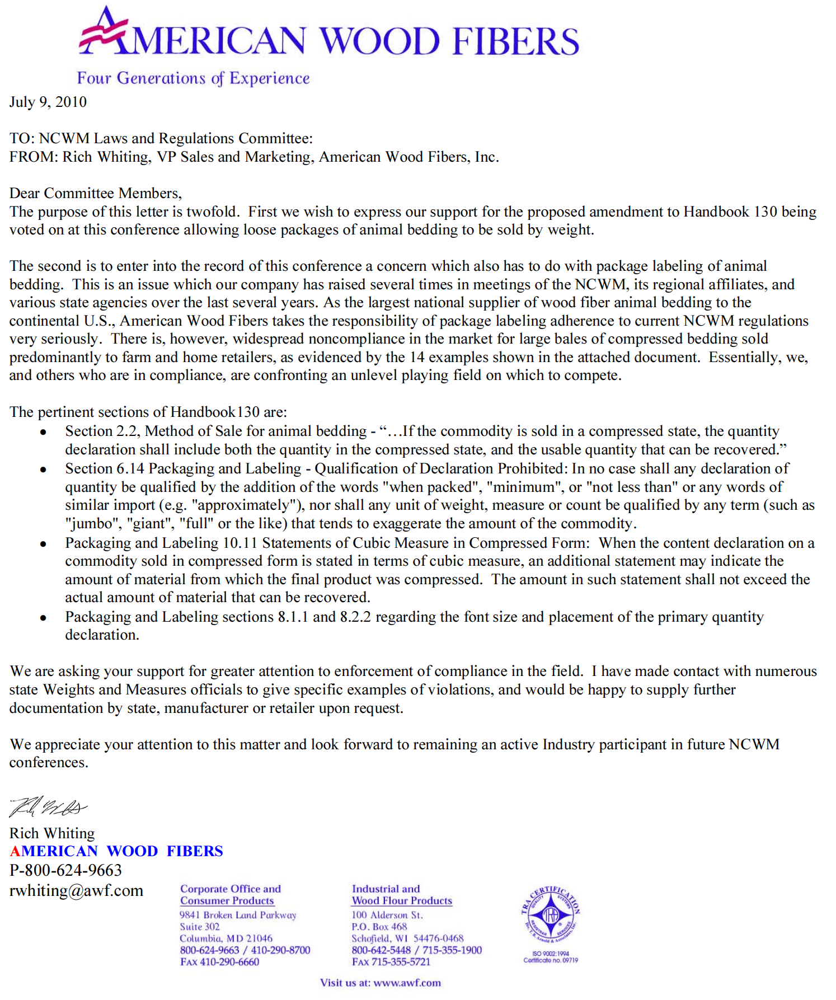 AMERICAN WOOD FIBERS
Four Generations of Experience
July 9, 2010
TO: NCWM Laws and Regulations Committee:
FROM: Rich Whiting, VP Sales and Marketing, American Wood Fibers, Inc.
Dear Committee Members,
The purpose of this letter is twofold.  First we wish to express our support for the proposed amendment to Handbook 130 being
voted on at this conference allowing loose packages of animal bedding to be sold by weight.
The second is to enter into the record of this conference a concern which also has to do with package labeling of animal
bedding.  This is an issue which our company has raised several times in meetings of the NCWM, its regional affiliates, and
various state agencies over the last several years. As the largest national supplier of wood fiber animal bedding to the
continental U.S., American Wood Fibers takes the responsibility of package labeling adherence to current NCWM regulations
very seriously.  There is, however, widespread noncompliance in the market for large bales of compressed bedding sold
predominantly to farm and home retailers, as evidenced by the 14 examples shown in the attached document.  Essentially, we,
and others who are in compliance, are confronting an unlevel playing field on which to compete.
The pertinent sections of Handbook130 are:
• Section 2.2, Method of Sale for animal bedding - “…If the commodity is sold in a compressed state, the quantity
declaration shall include both the quantity in the compressed state, and the usable quantity that can be recovered.”
• Section 6.14 Packaging and Labeling - Qualification of Declaration Prohibited: In no case shall any declaration of
quantity be qualified by the addition of the words "when packed", "minimum", or "not less than" or any words of
similar import (e.g. "approximately"), nor shall any unit of weight, measure or count be qualified by any term (such as
"jumbo", "giant", "full" or the like) that tends to exaggerate the amount of the commodity.
• Packaging and Labeling 10.11 Statements of Cubic Measure in Compressed Form:  When the content declaration on a
commodity sold in compressed form is stated in terms of cubic measure, an additional statement may indicate the
amount of material from which the final product was compressed.  The amount in such statement shall not exceed the
actual amount of material that can be recovered.
• Packaging and Labeling sections 8.1.1 and 8.2.2 regarding the font size and placement of the primary quantity
declaration.
We are asking your support for greater attention to enforcement of compliance in the field.  I have made contact with numerous
state Weights and Measures officials to give specific examples of violations, and would be happy to supply further
documentation by state, manufacturer or retailer upon request.
We appreciate your attention to this matter and look forward to remaining an active Industry participant in future NCWM
conferences.
Rich Whiting
AMERICAN WOOD FIBERS
P-800-624-9663
rwhiting@awf.com
Corporate Office and
Consumer Products
9841 Broken Land Parkway
Suite 302
Columbia, MD 21046
800-624-9663 / 410-290-8700
FAX 410-290-6660
Industrial and
Wood Flour Products
100 Alderson St.
P.O. Box 468
Schofield, WI  54476-0468
800-642-5448 / 715-355-1900
FAX 715-355-5721
TRA CERTIFICATION
QUALITY SYSTEMS
TRA
REGISTRAR SERVICES
Div. T. R. Arnold & Associates, Inc.
ISO 9002:1994
Certificate no. 09719
Visit us at: www.awf.com